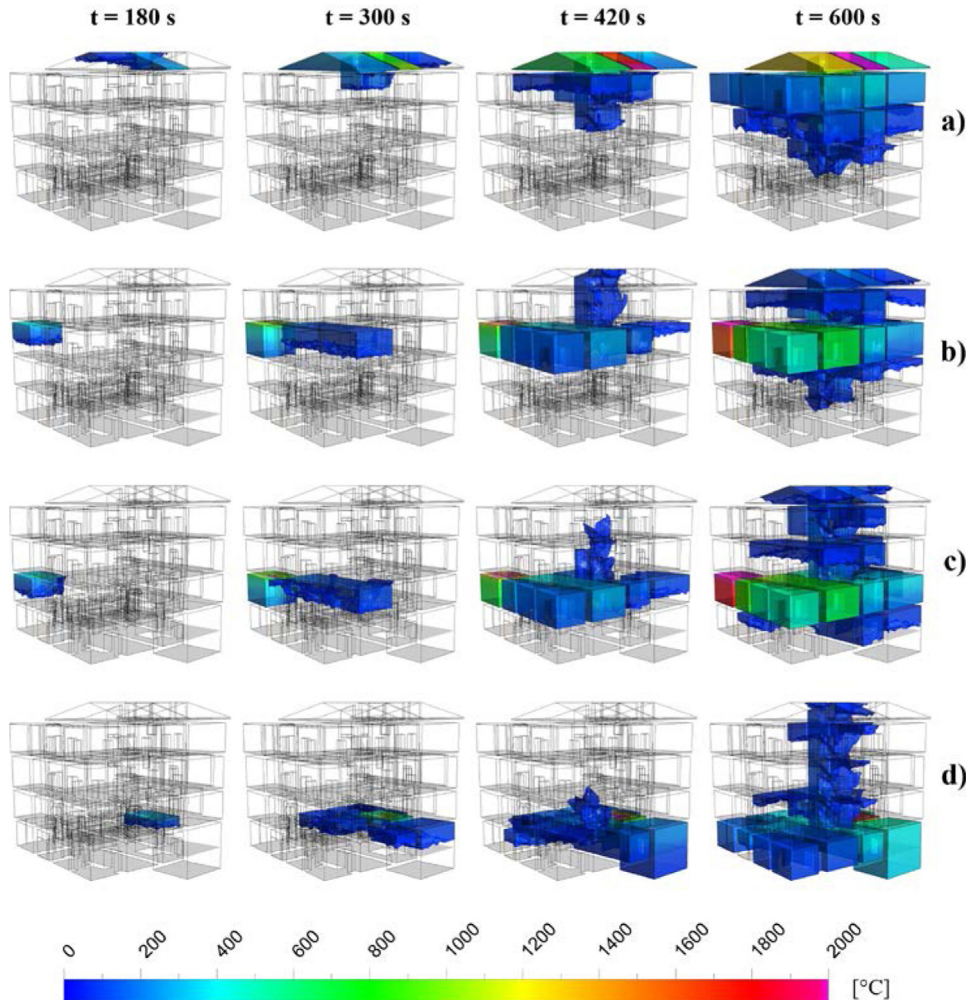 t = 180 s t = 300 s t = 420 s t = 600 s
a)
b)
c)
d)
0 200 400 600 800 1000 1200 1400 1600 1800 2000
[°C]